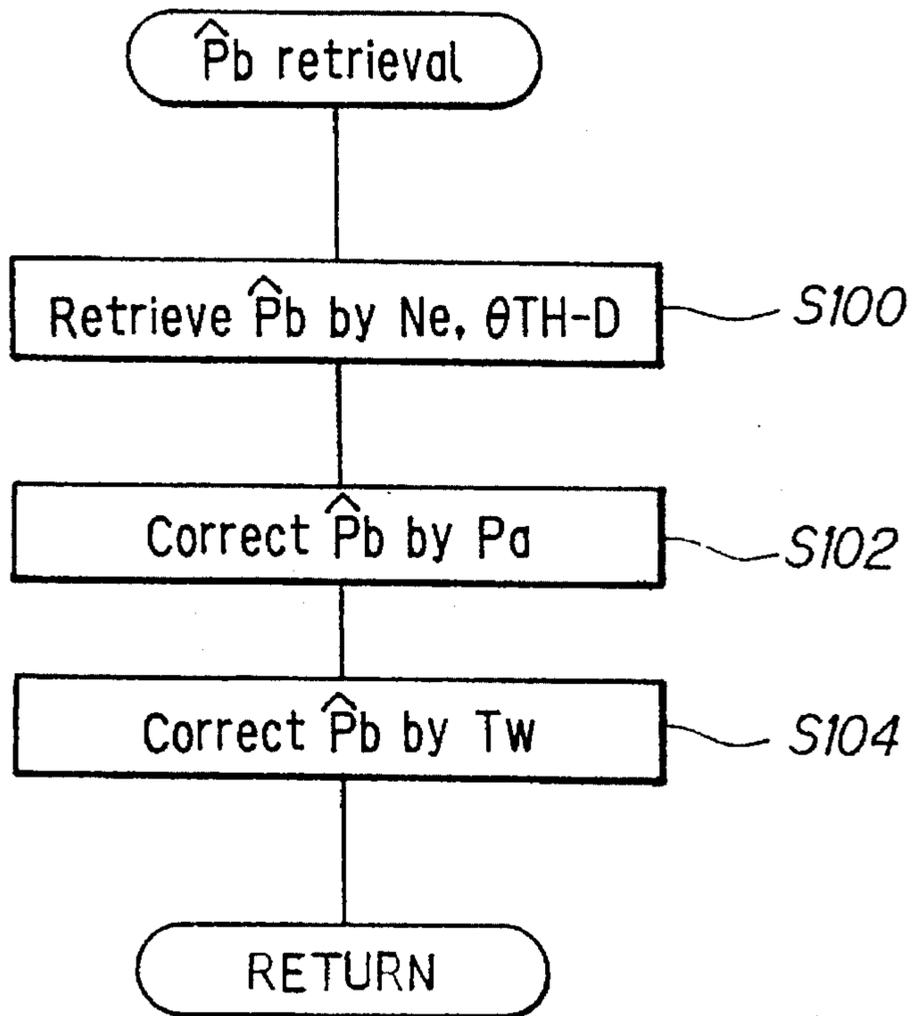 P̂b retrieval
Retrieve P̂b by Ne, θTH-D
S100
Correct P̂b by Pa
S102
Correct P̂b by Tw
S104
RETURN